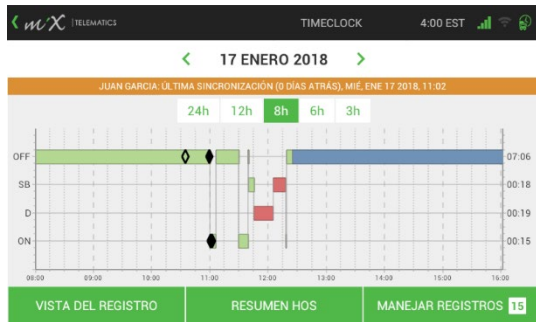 mіX TELEMATICS TIMECLOCK 4:00 EST
17 ENERO 2018
JUAN GARCIA: ÚLTIMA SINCRONIZACIÓN (0 DÍAS ATRÁS), MIÉ, ENE 17 2018, 11:02
24h 12h 8h 6h 3h
OFF 07:06
SB 00:18
D 00:19
ON 00:15
08:00 09:00 10:00 11:00 12:00 13:00 14:00 15:00 16:00
VISTA DEL REGISTRO RESUMEN HOS MANEJAR REGISTROS 15